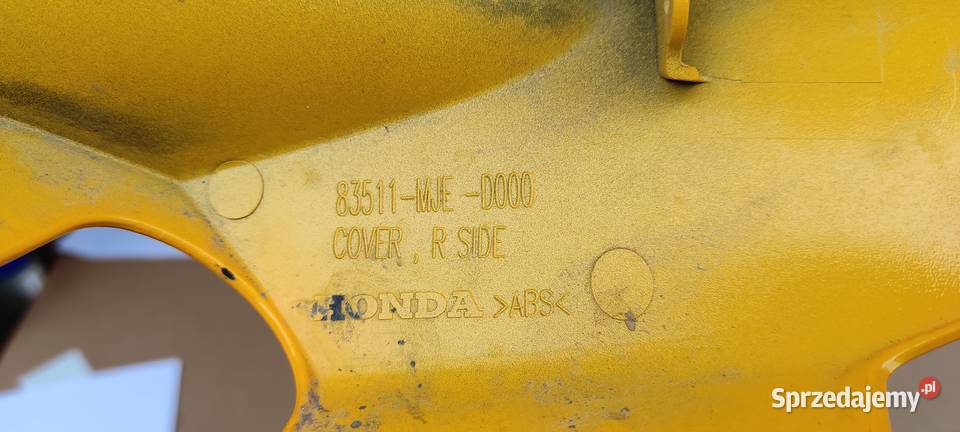 83511-MJE -D000
COVER , R SIDE
HONDA >ABS<
Sprzedajemy.pl